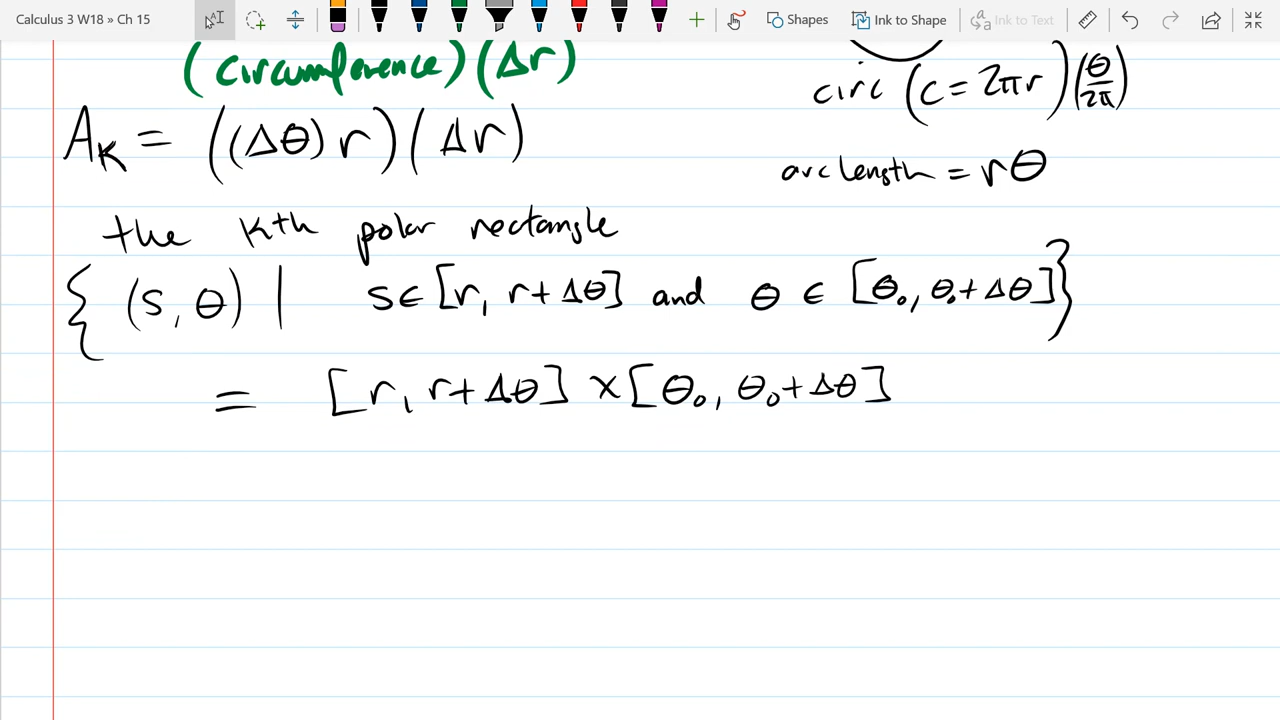 Calculus 3 W18 » Ch 15
Shapes
Ink to Shape
Ink to Text
(circumference)(Δr)
circ (c = 2πr)(θ/2π)
A_K = ((Δθ)r)(Δr)
arc length = rθ
the kth polar rectangle
{(s, θ) | s∈[r, r+Δθ] and θ ∈ [θ₀, θ₀+Δθ]}
= [r, r+Δθ] × [θ₀, θ₀+Δθ]